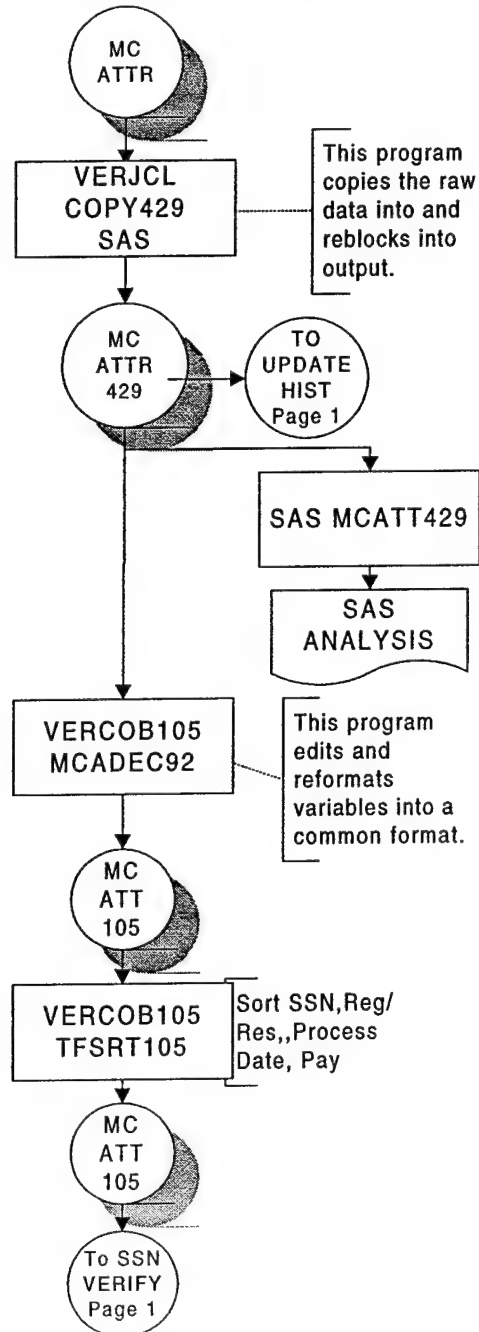 MC
ATTR
VERJCL
COPY429
SAS
This program
copies the raw
data into and
reblocks into
output.
MC
ATTR
429
TO
UPDATE
HIST
Page 1
SAS MCATT429
SAS
ANALYSIS
VERCOB105
MCADEC92
This program
edits and
reformats
variables into a
common format.
MC
ATT
105
VERCOB105
TFSRT105
Sort SSN,Reg/
Res,,Process
Date, Pay
MC
ATT
105
To SSN
VERIFY
Page 1